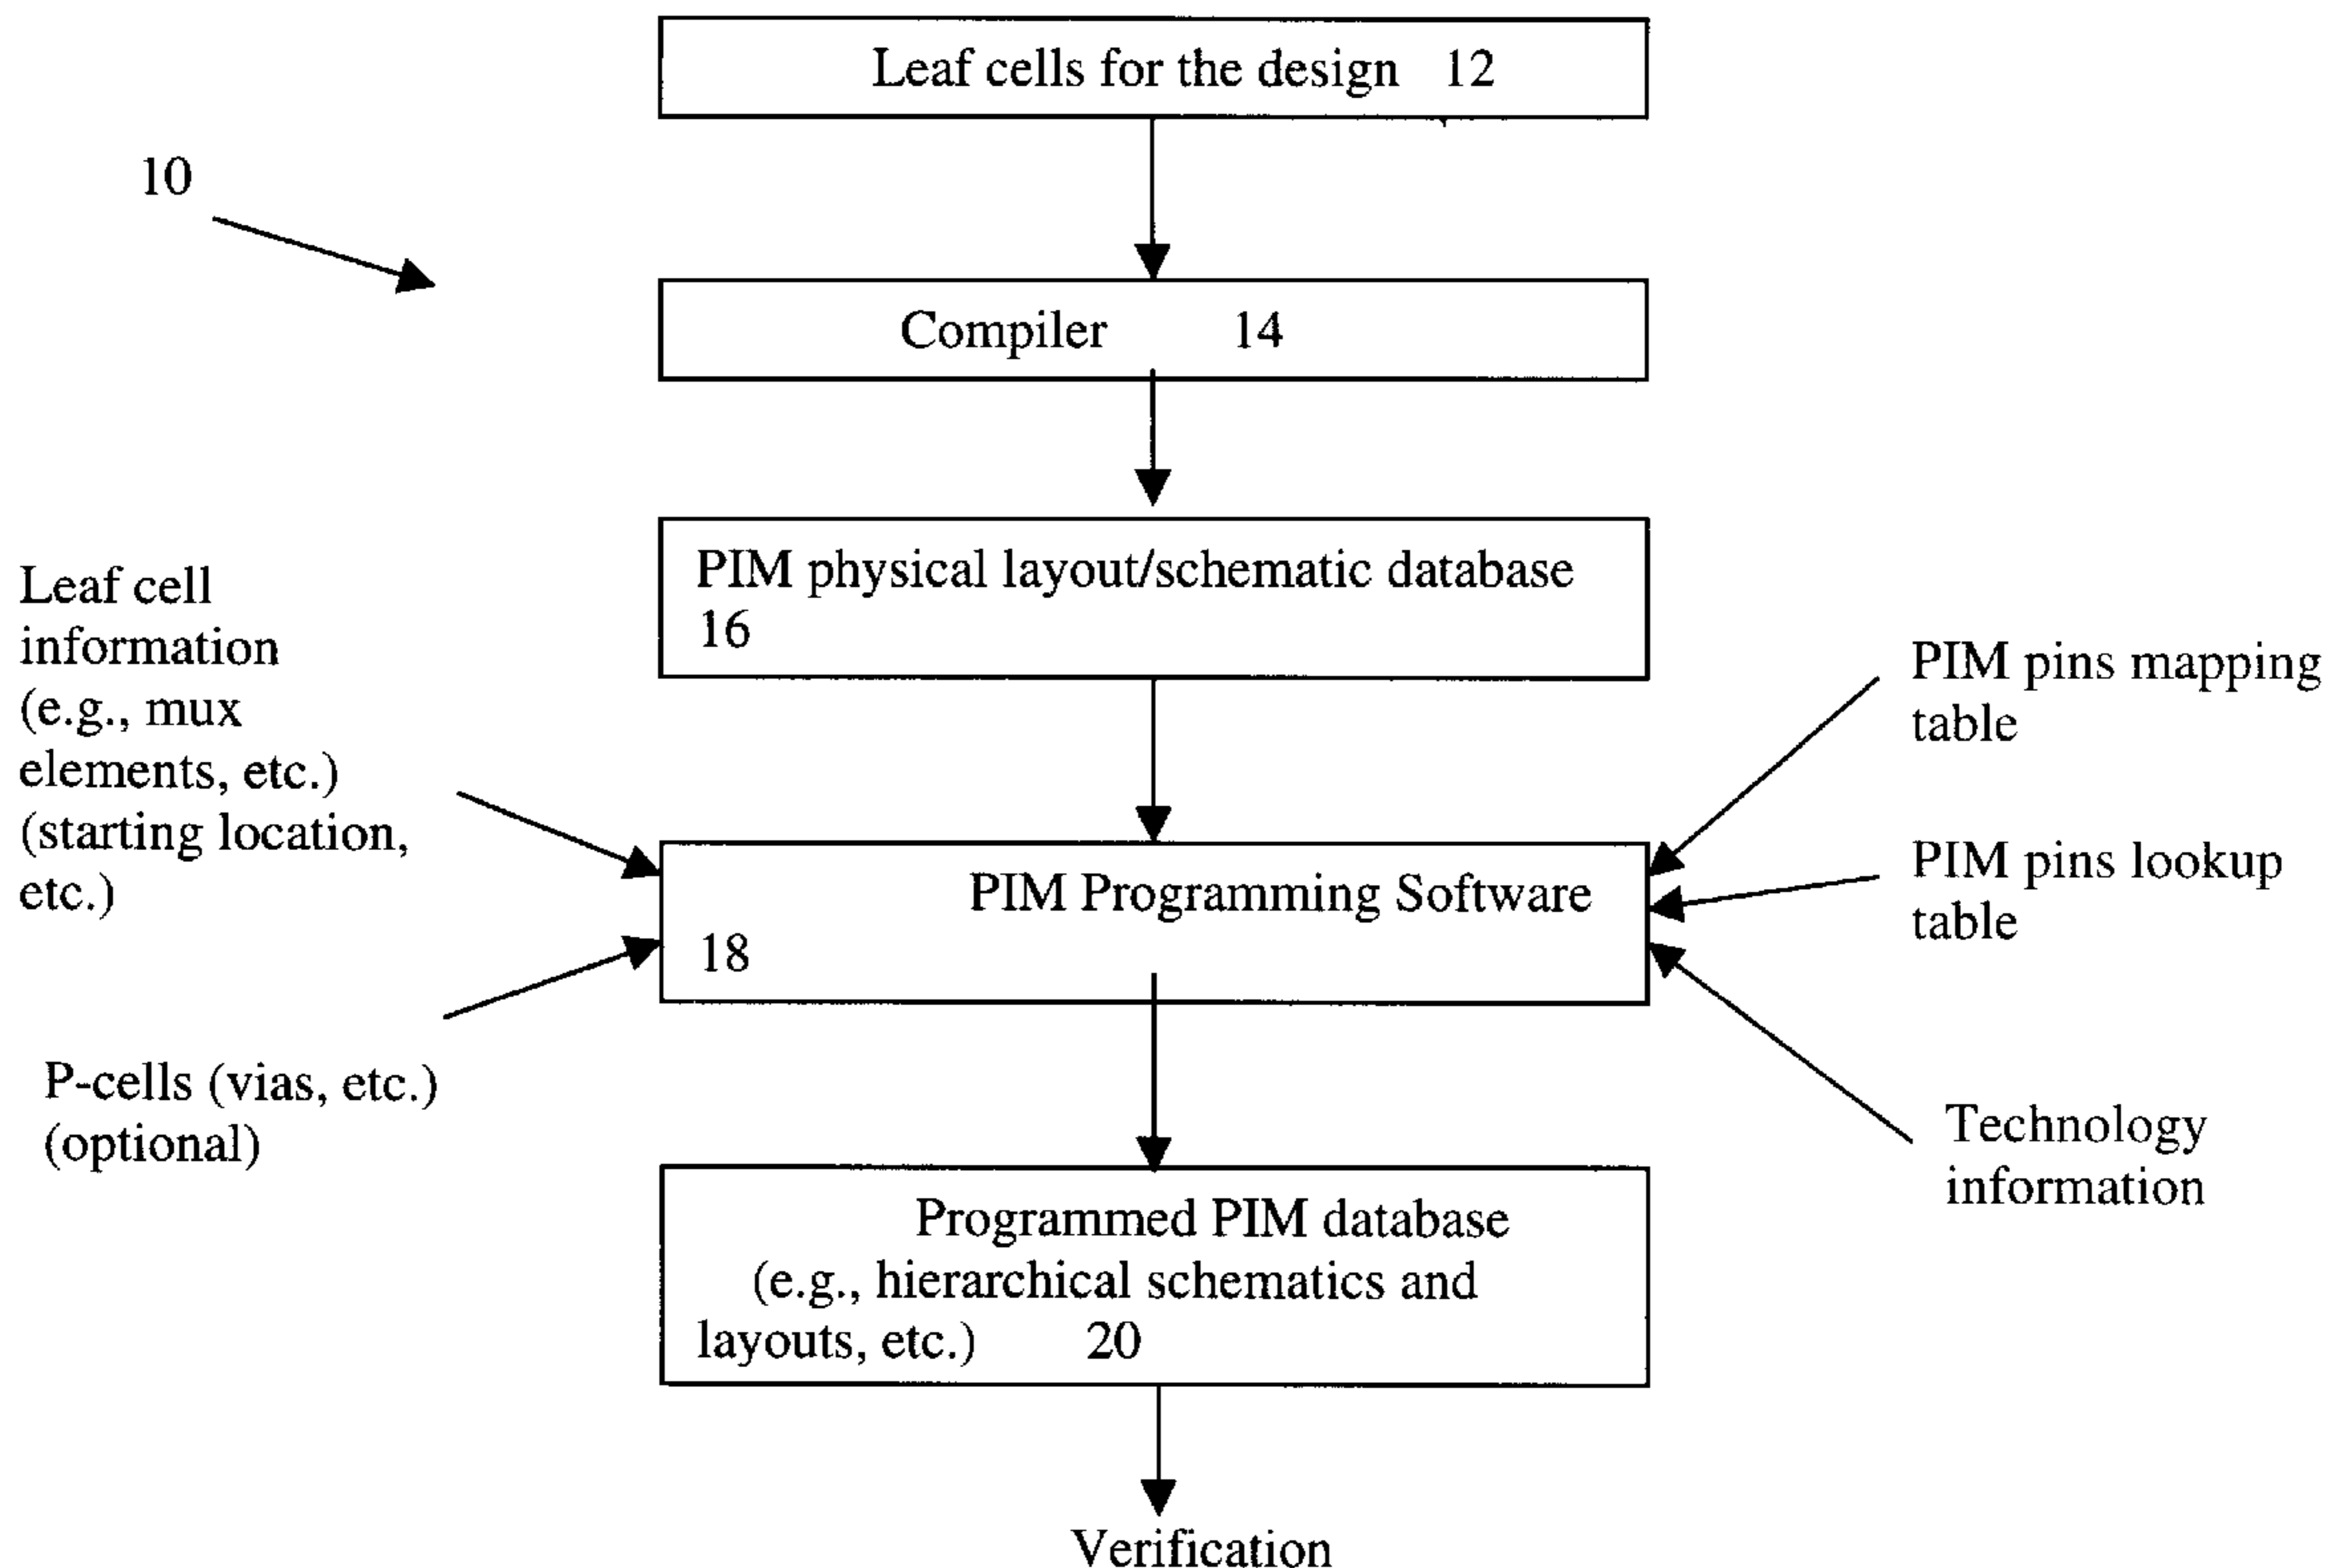 Leaf cells for the design 12
10
Compiler 14
PIM physical layout/schematic database
16
Leaf cell
information
(e.g., mux
elements, etc.)
(starting location,
etc.)
PIM pins mapping
table
PIM pins lookup
table
PIM Programming Software
18
P-cells (vias, etc.)
(optional)
Technology
information
Programmed PIM database
(e.g., hierarchical schematics and
layouts, etc.) 20
Verification